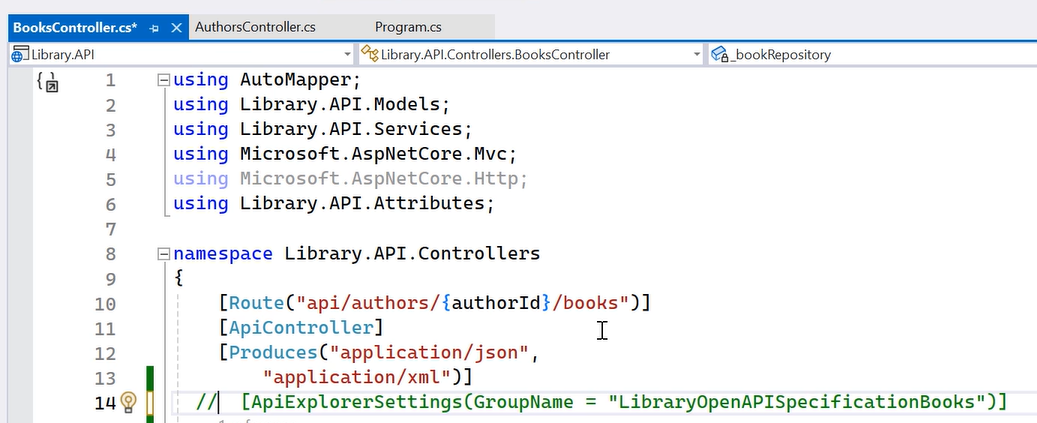 BooksController.cs* AuthorsController.cs Program.cs
Library.API Library.API.Controllers.BooksController _bookRepository
1 using AutoMapper;
2 using Library.API.Models;
3 using Library.API.Services;
4 using Microsoft.AspNetCore.Mvc;
5 using Microsoft.AspNetCore.Http;
6 using Library.API.Attributes;
7
8 namespace Library.API.Controllers
9 {
10 [Route("api/authors/{authorId}/books")]
11 [ApiController]
12 [Produces("application/json",
13 "application/xml")]
14 // [ApiExplorerSettings(GroupName = "LibraryOpenAPISpecificationBooks")]